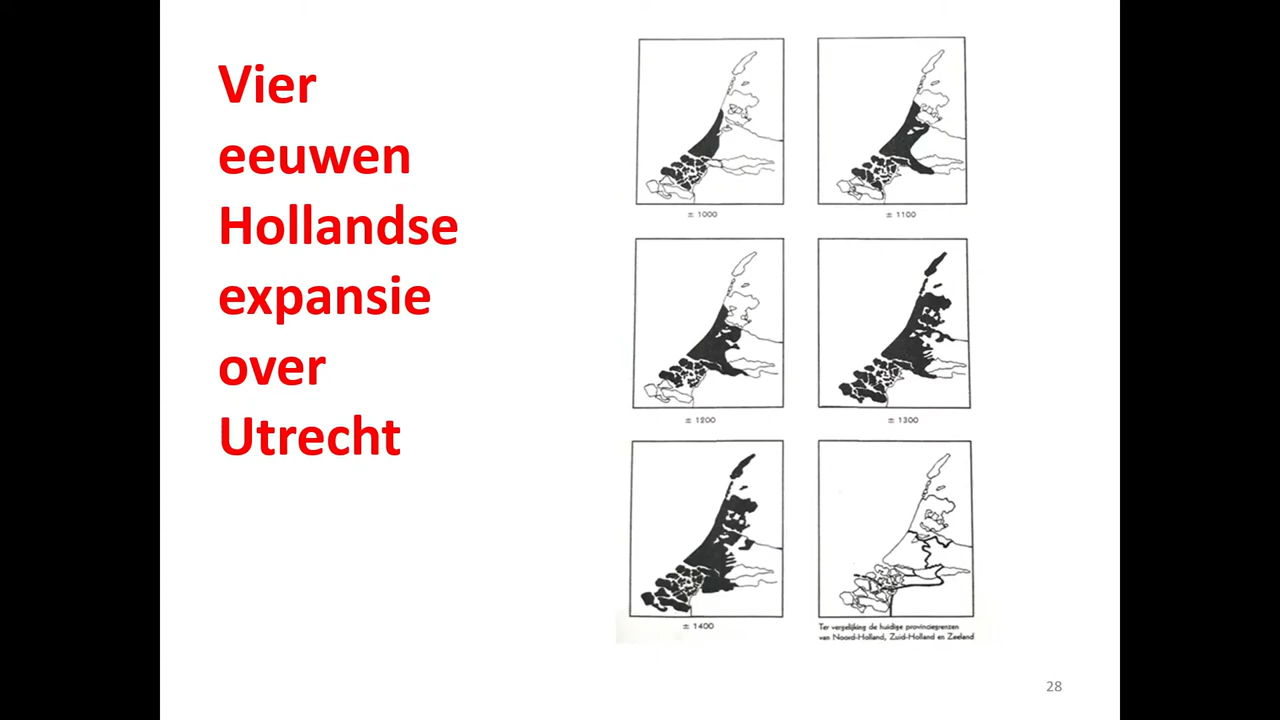 Vier
eeuwen
Hollandse
expansie
over
Utrecht
± 1000
± 1100
± 1200
± 1300
± 1400
Ter vergelijking de huidige provinciegrenzen
van Noord-Holland, Zuid-Holland en Zeeland
28